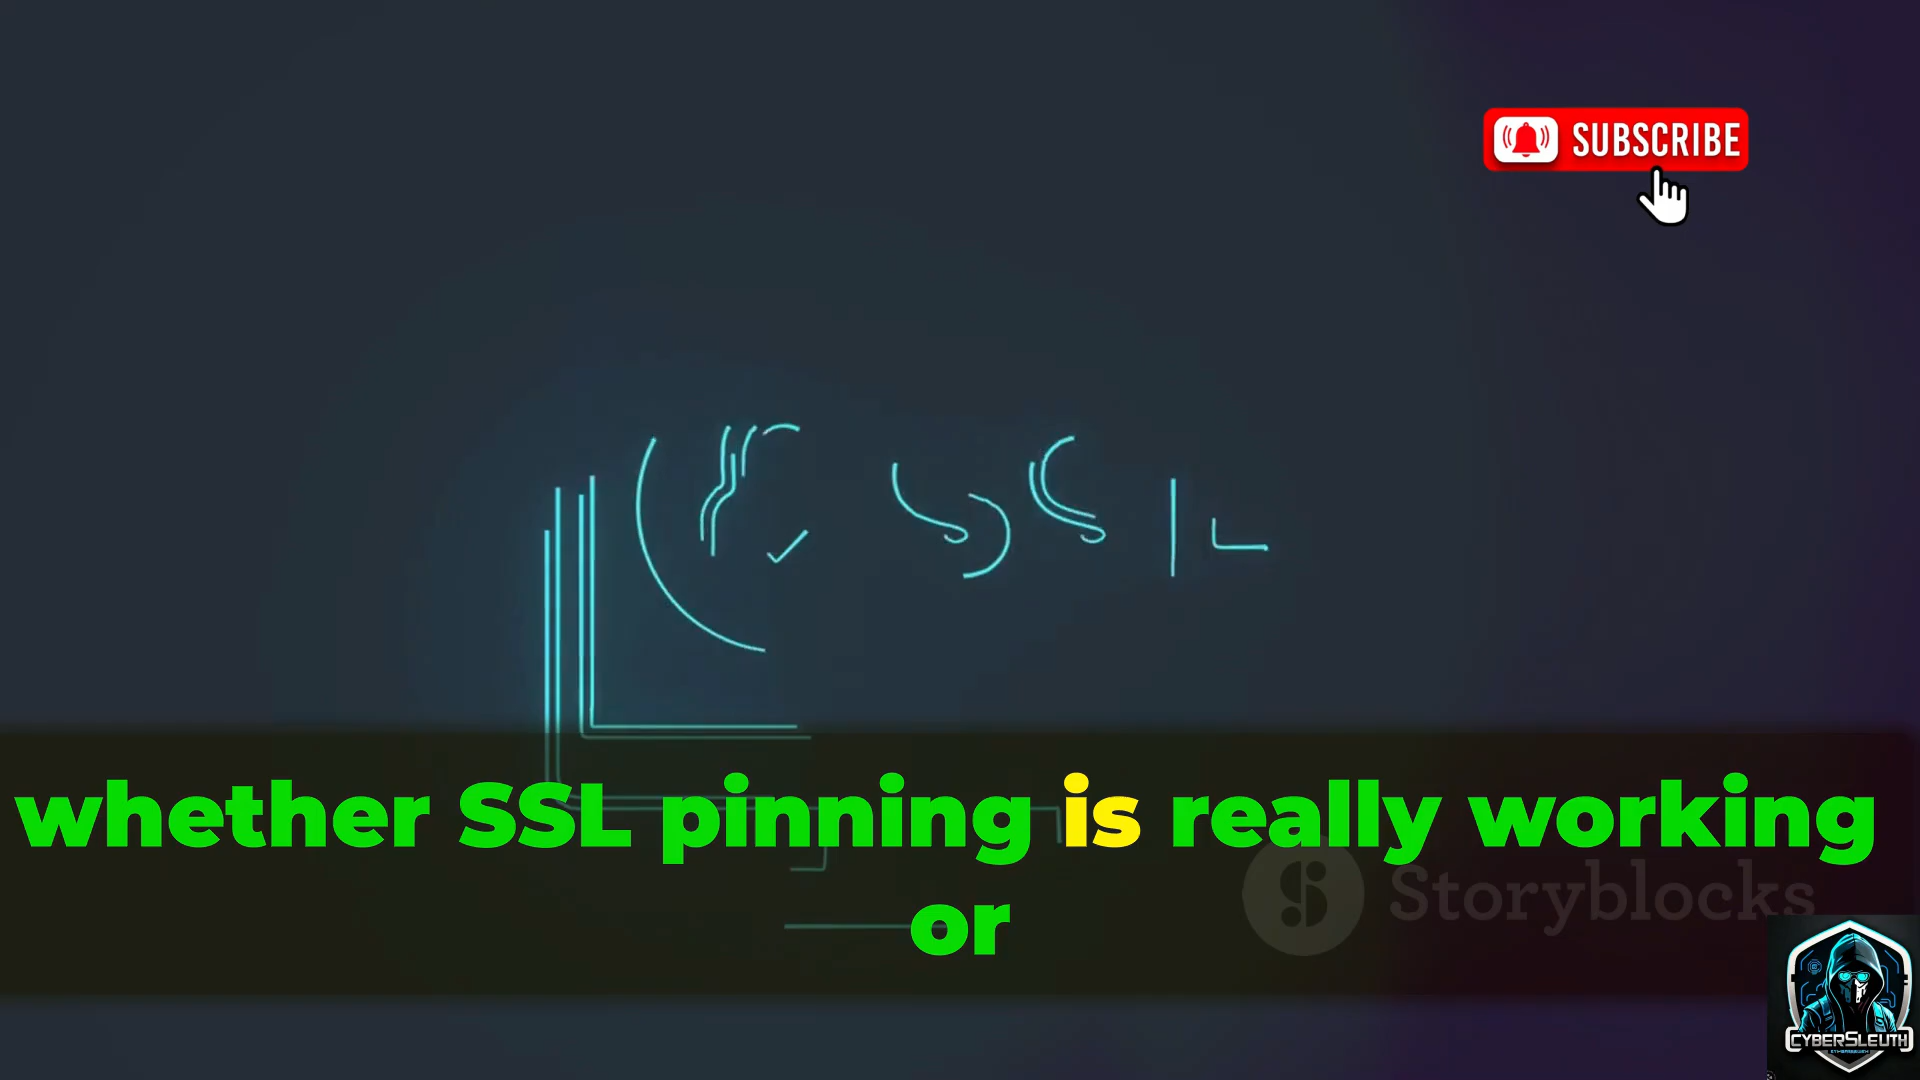 SUBSCRIBE
whether SSL pinning is really working
or
Storyblocks
CYBERSLEUTH